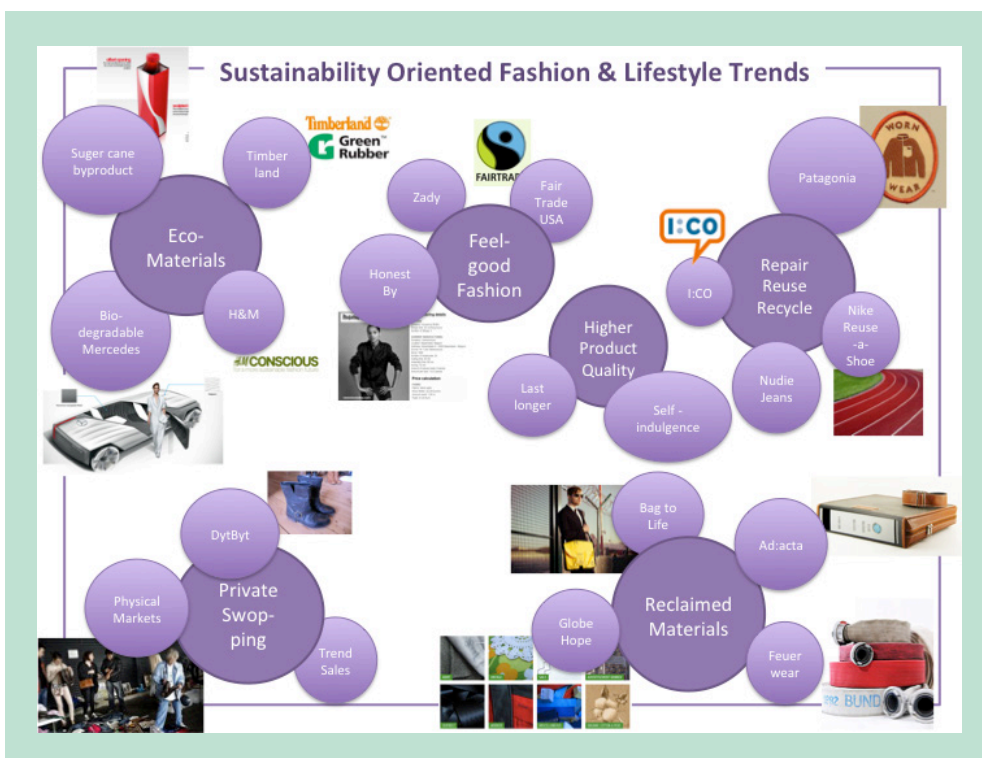 Sustainability Oriented Fashion & Lifestyle Trends
Suger cane
byproduct
Timber
land
Eco-
Materials
Bio-
degradable
Mercedes
H&M
Timberland
Green™
Rubber
H&M CONSCIOUS
FAIRTRADE
Zady
Fair
Trade
USA
Feel-
good
Fashion
Honest
By
Higher
Product
Quality
Last
longer
Self -
indulgence
WORN
WEAR
Patagonia
I:CO
I:CO
Repair
Reuse
Recycle
Nike
Reuse
-a-
Shoe
Nudie
Jeans
DytByt
Physical
Markets
Private
Swop-
ping
Trend
Sales
Bag to
Life
Ad:acta
Reclaimed
Materials
Globe
Hope
Feuer
wear
BUND